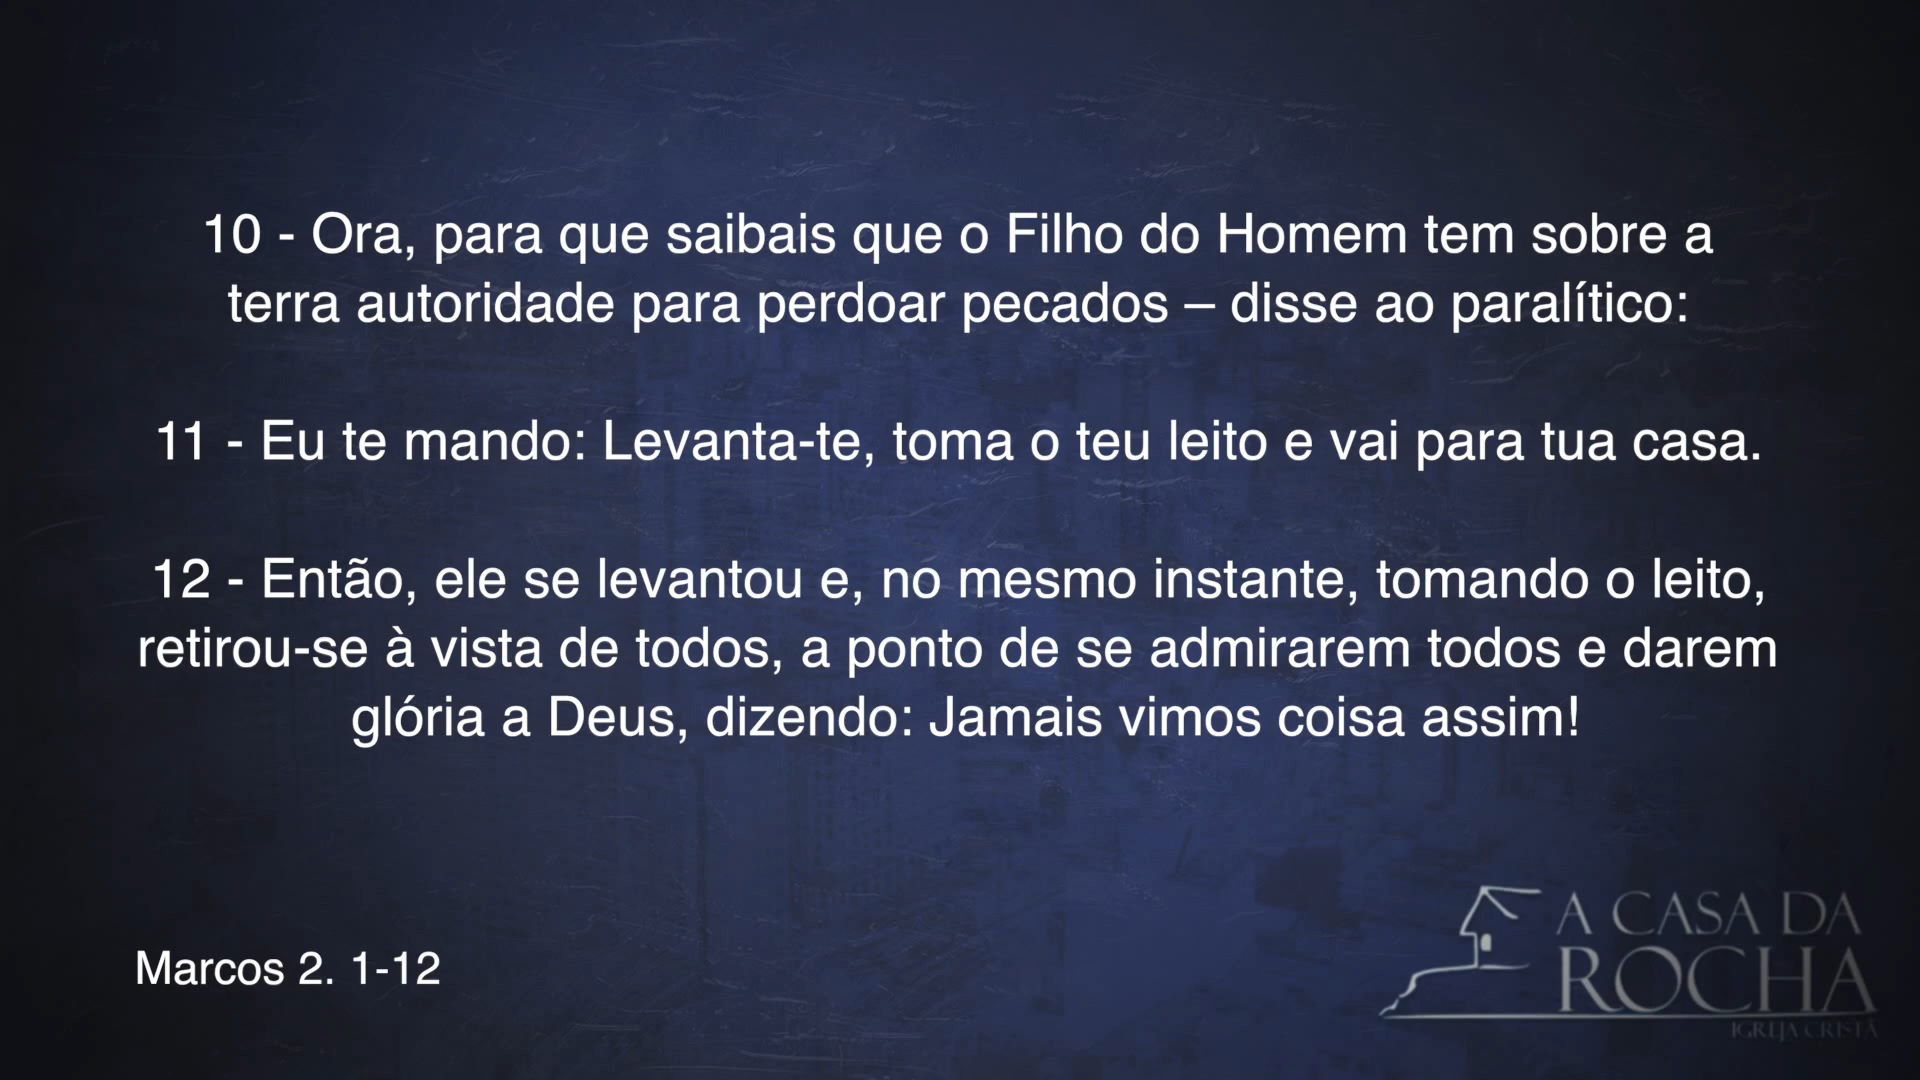 10 - Ora, para que saibais que o Filho do Homem tem sobre a
terra autoridade para perdoar pecados – disse ao paralítico:
11 - Eu te mando: Levanta-te, toma o teu leito e vai para tua casa.
12 - Então, ele se levantou e, no mesmo instante, tomando o leito,
retirou-se à vista de todos, a ponto de se admirarem todos e darem
glória a Deus, dizendo: Jamais vimos coisa assim!
Marcos 2. 1-12
A CASA DA
ROCHA
IGREJA CRISTÃ